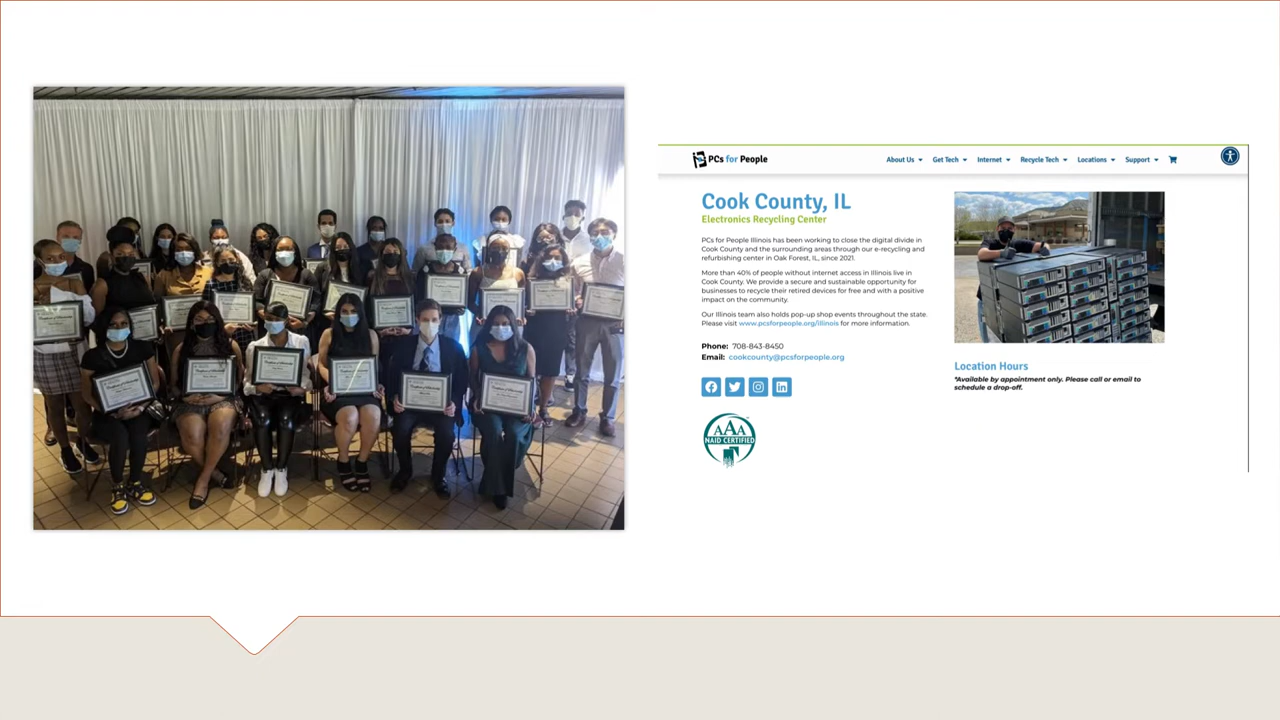 PCs for People
About Us
Get Tech
Internet
Recycle Tech
Locations
Support
Cook County, IL
Electronics Recycling Center
PCs for People Illinois has been working to close the digital divide in
Cook County and the surrounding areas through our e-recycling and
refurbishing center in Oak Forest, IL, since 2021.
More than 40% of people without internet access in Illinois live in
Cook County. We provide a secure and sustainable opportunity for
businesses to recycle their retired devices for free and with a positive
impact on the community.
Our Illinois team also holds pop-up shop events throughout the state.
Please visit www.pcsforpeople.org/illinois for more information.
Phone: 708-843-8450
Email: cookcounty@pcsforpeople.org
AAA
NAID CERTIFIED
Location Hours
*Available by appointment only. Please call or email to
schedule a drop-off.